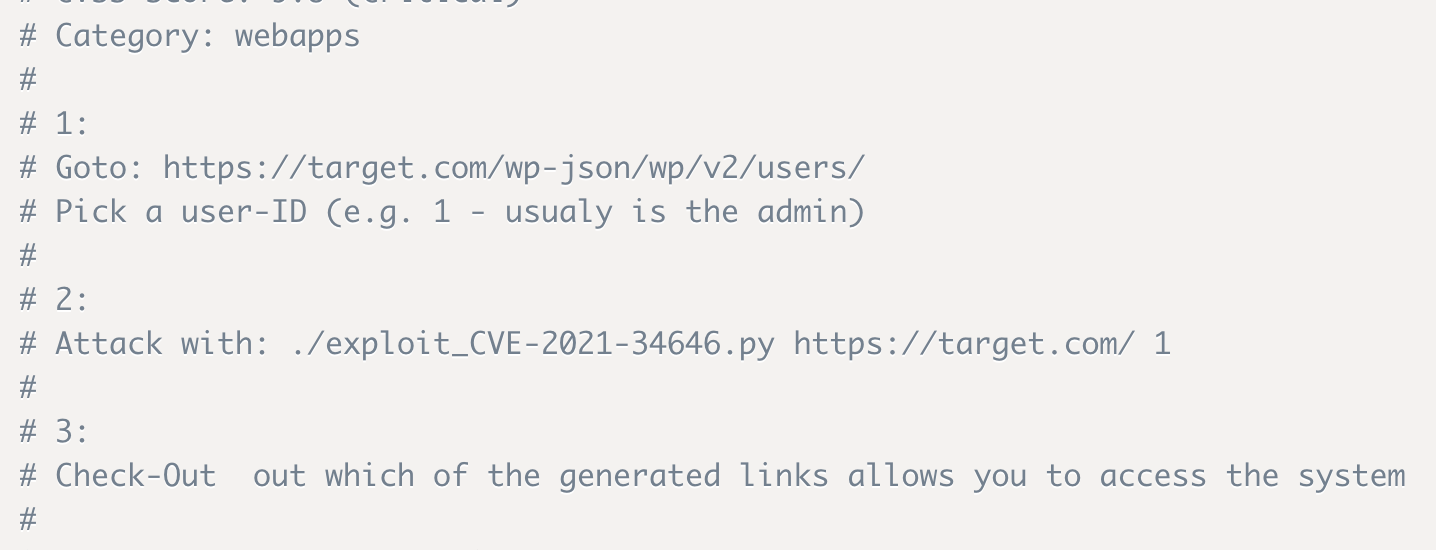 # Category: webapps
#
# 1:
# Goto: https://target.com/wp-json/wp/v2/users/
# Pick a user-ID (e.g. 1 - usualy is the admin)
#
# 2:
# Attack with: ./exploit_CVE-2021-34646.py https://target.com/ 1
#
# 3:
# Check-Out  out which of the generated links allows you to access the system
#